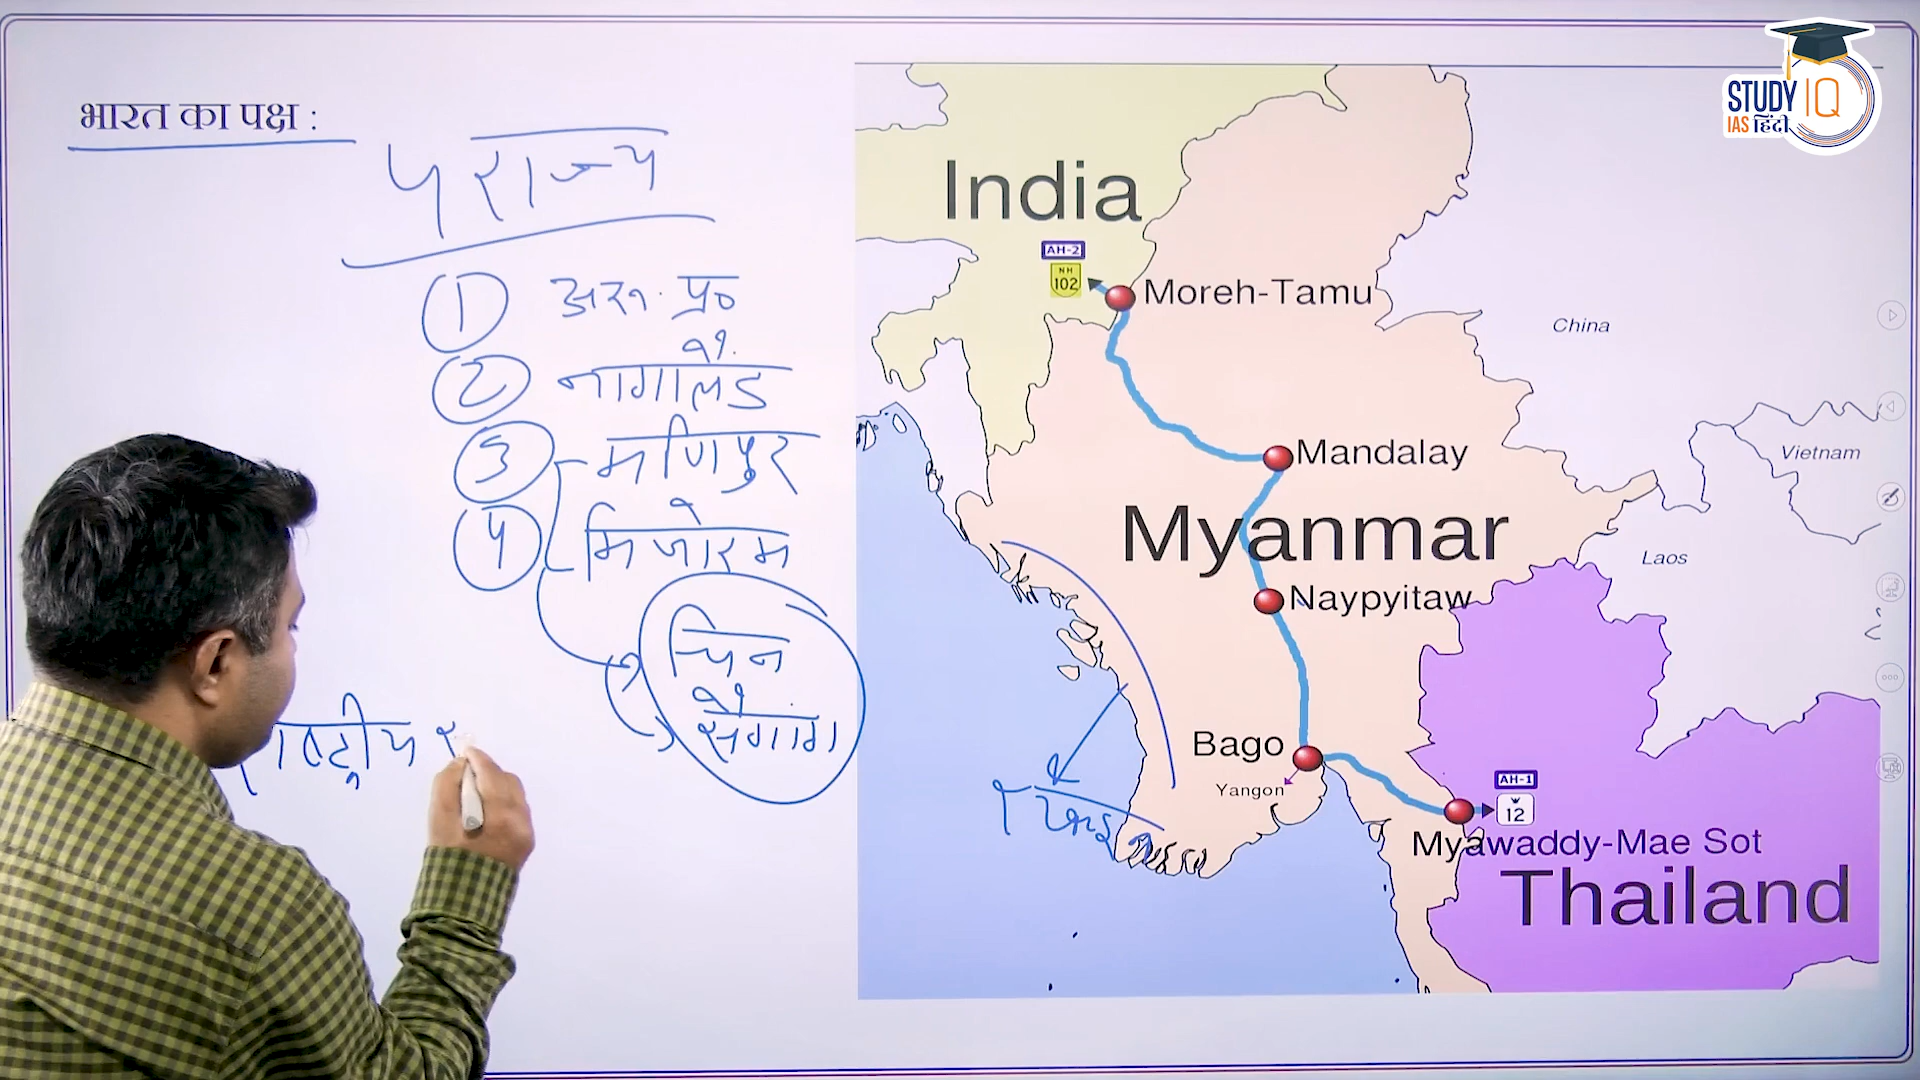 भारत का पक्ष :
4 राज्य
1 अरु. प्र०
2 नागालैंड
3 मणिपुर
4 मिजोरम
चिन
सैगांग
राष्ट्रीय स
STUDY IQ
IAS हिंदी
India
AH-2
NH
102
Moreh-Tamu
China
Mandalay
Vietnam
Myanmar
Laos
Naypyitaw
Bago
Yangon
AH-1
12
Myawaddy-Mae Sot
Thailand